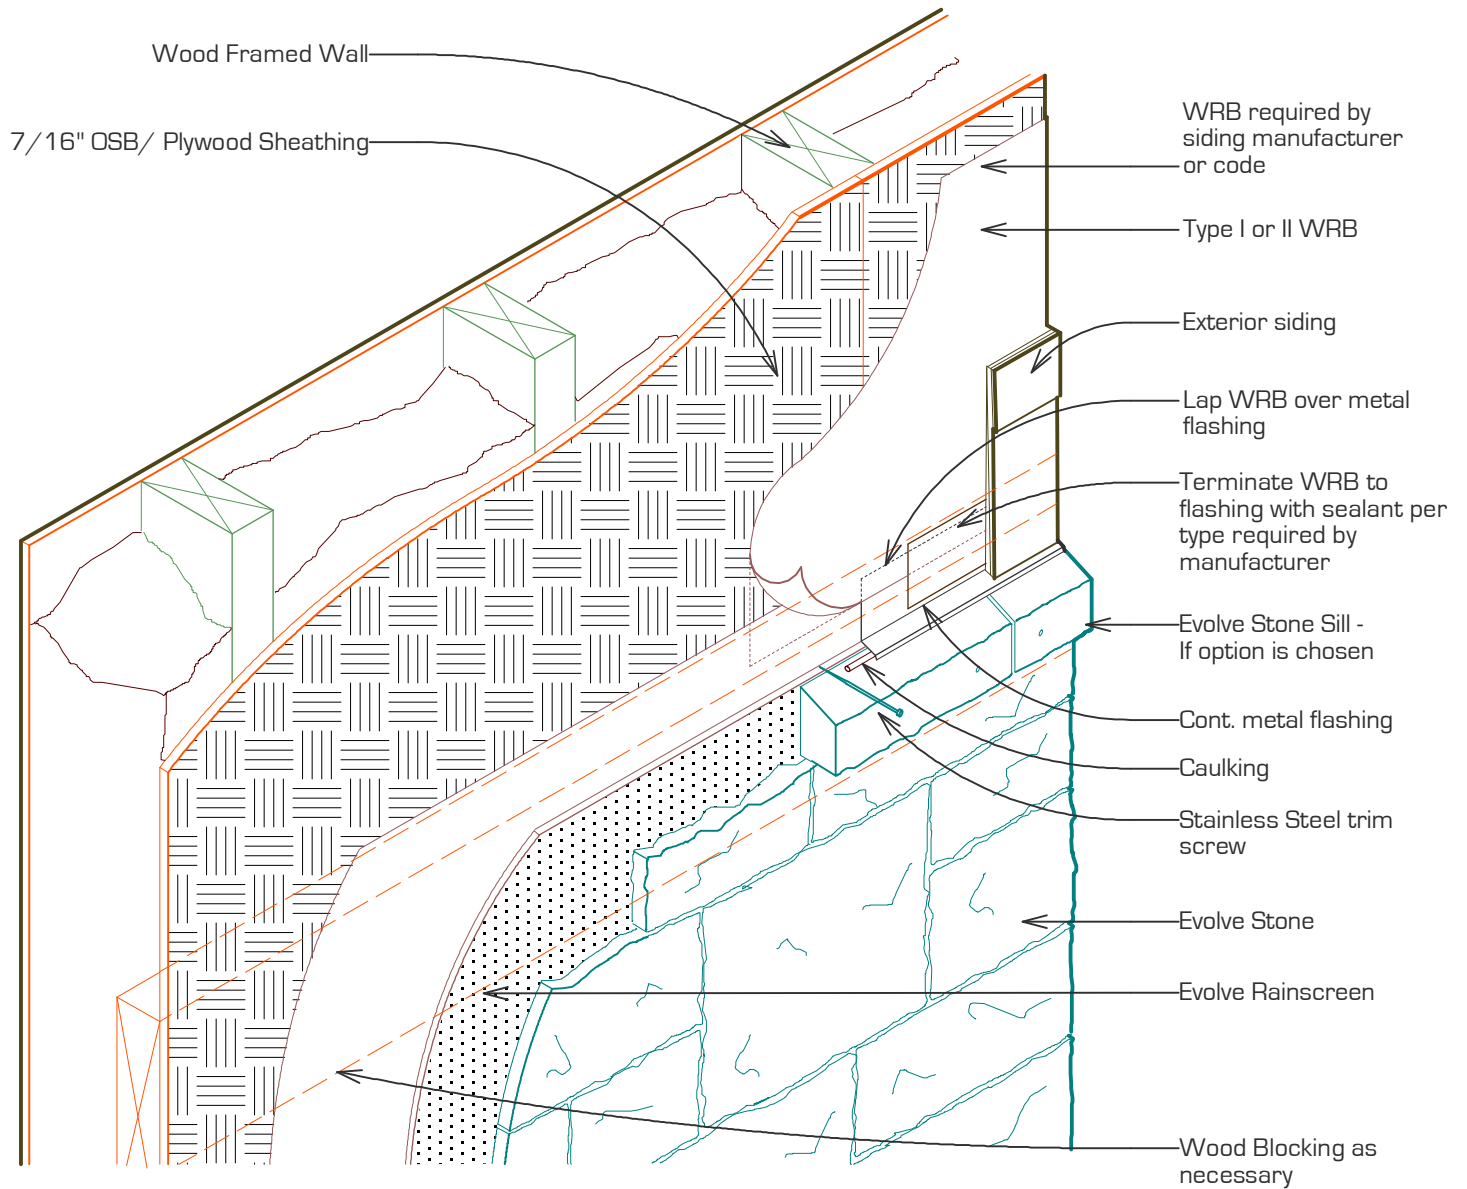 Wood Framed Wall
7/16" OSB/ Plywood Sheathing
WRB required by
siding manufacturer
or code
Type I or II WRB
Exterior siding
Lap WRB over metal
flashing
Terminate WRB to
flashing with sealant per
type required by
manufacturer
Evolve Stone Sill -
If option is chosen
Cont. metal flashing
Caulking
Stainless Steel trim
screw
Evolve Stone
Evolve Rainscreen
Wood Blocking as
necessary